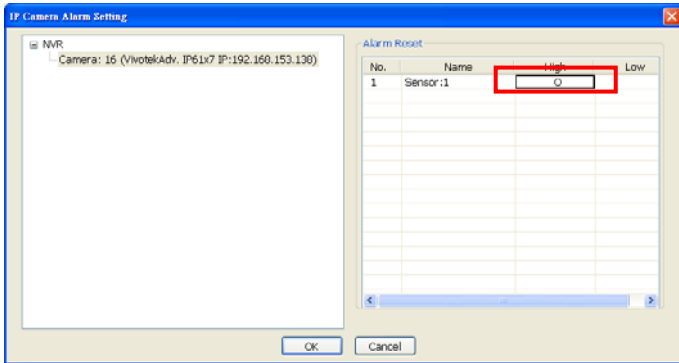 IP Camera Alarm Setting
NVR
Camera: 16 (VivotekAdv. IP61x7 IP:192.168.153.130)
Alarm Reset
No. Name High Low
1 Sensor:1 O
OK Cancel